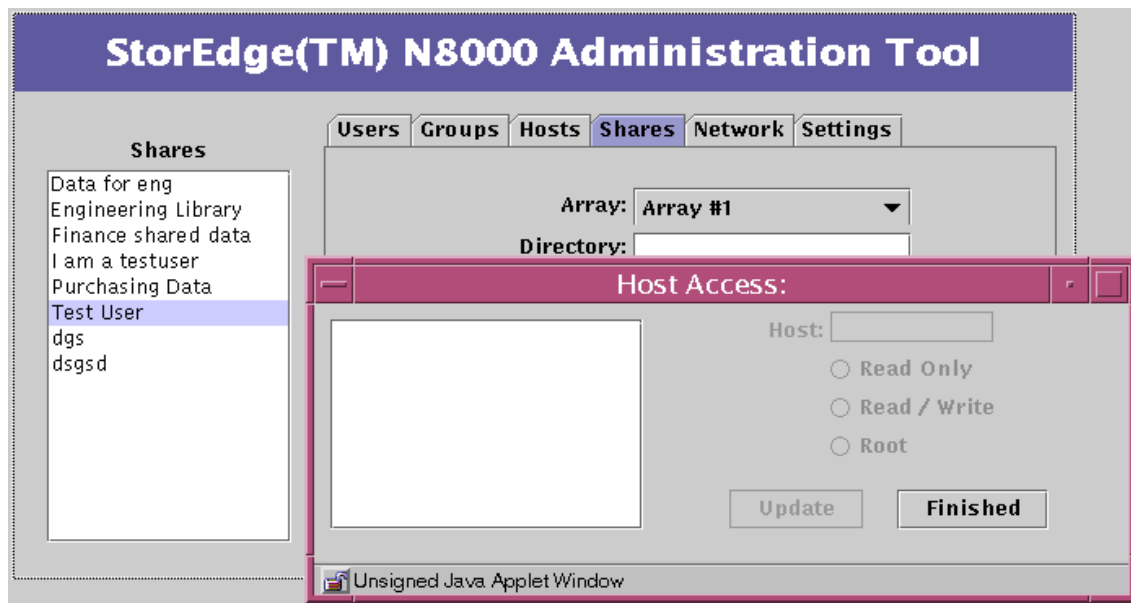 StorEdge(TM) N8000 Administration Tool
Users Groups Hosts Shares Network Settings
Shares
Data for eng
Engineering Library
Finance shared data
I am a testuser
Purchasing Data
Test User
dgs
dsgsd
Array: Array #1
Directory:
Host Access:
Host:
Read Only
Read / Write
Root
Update Finished
Unsigned Java Applet Window